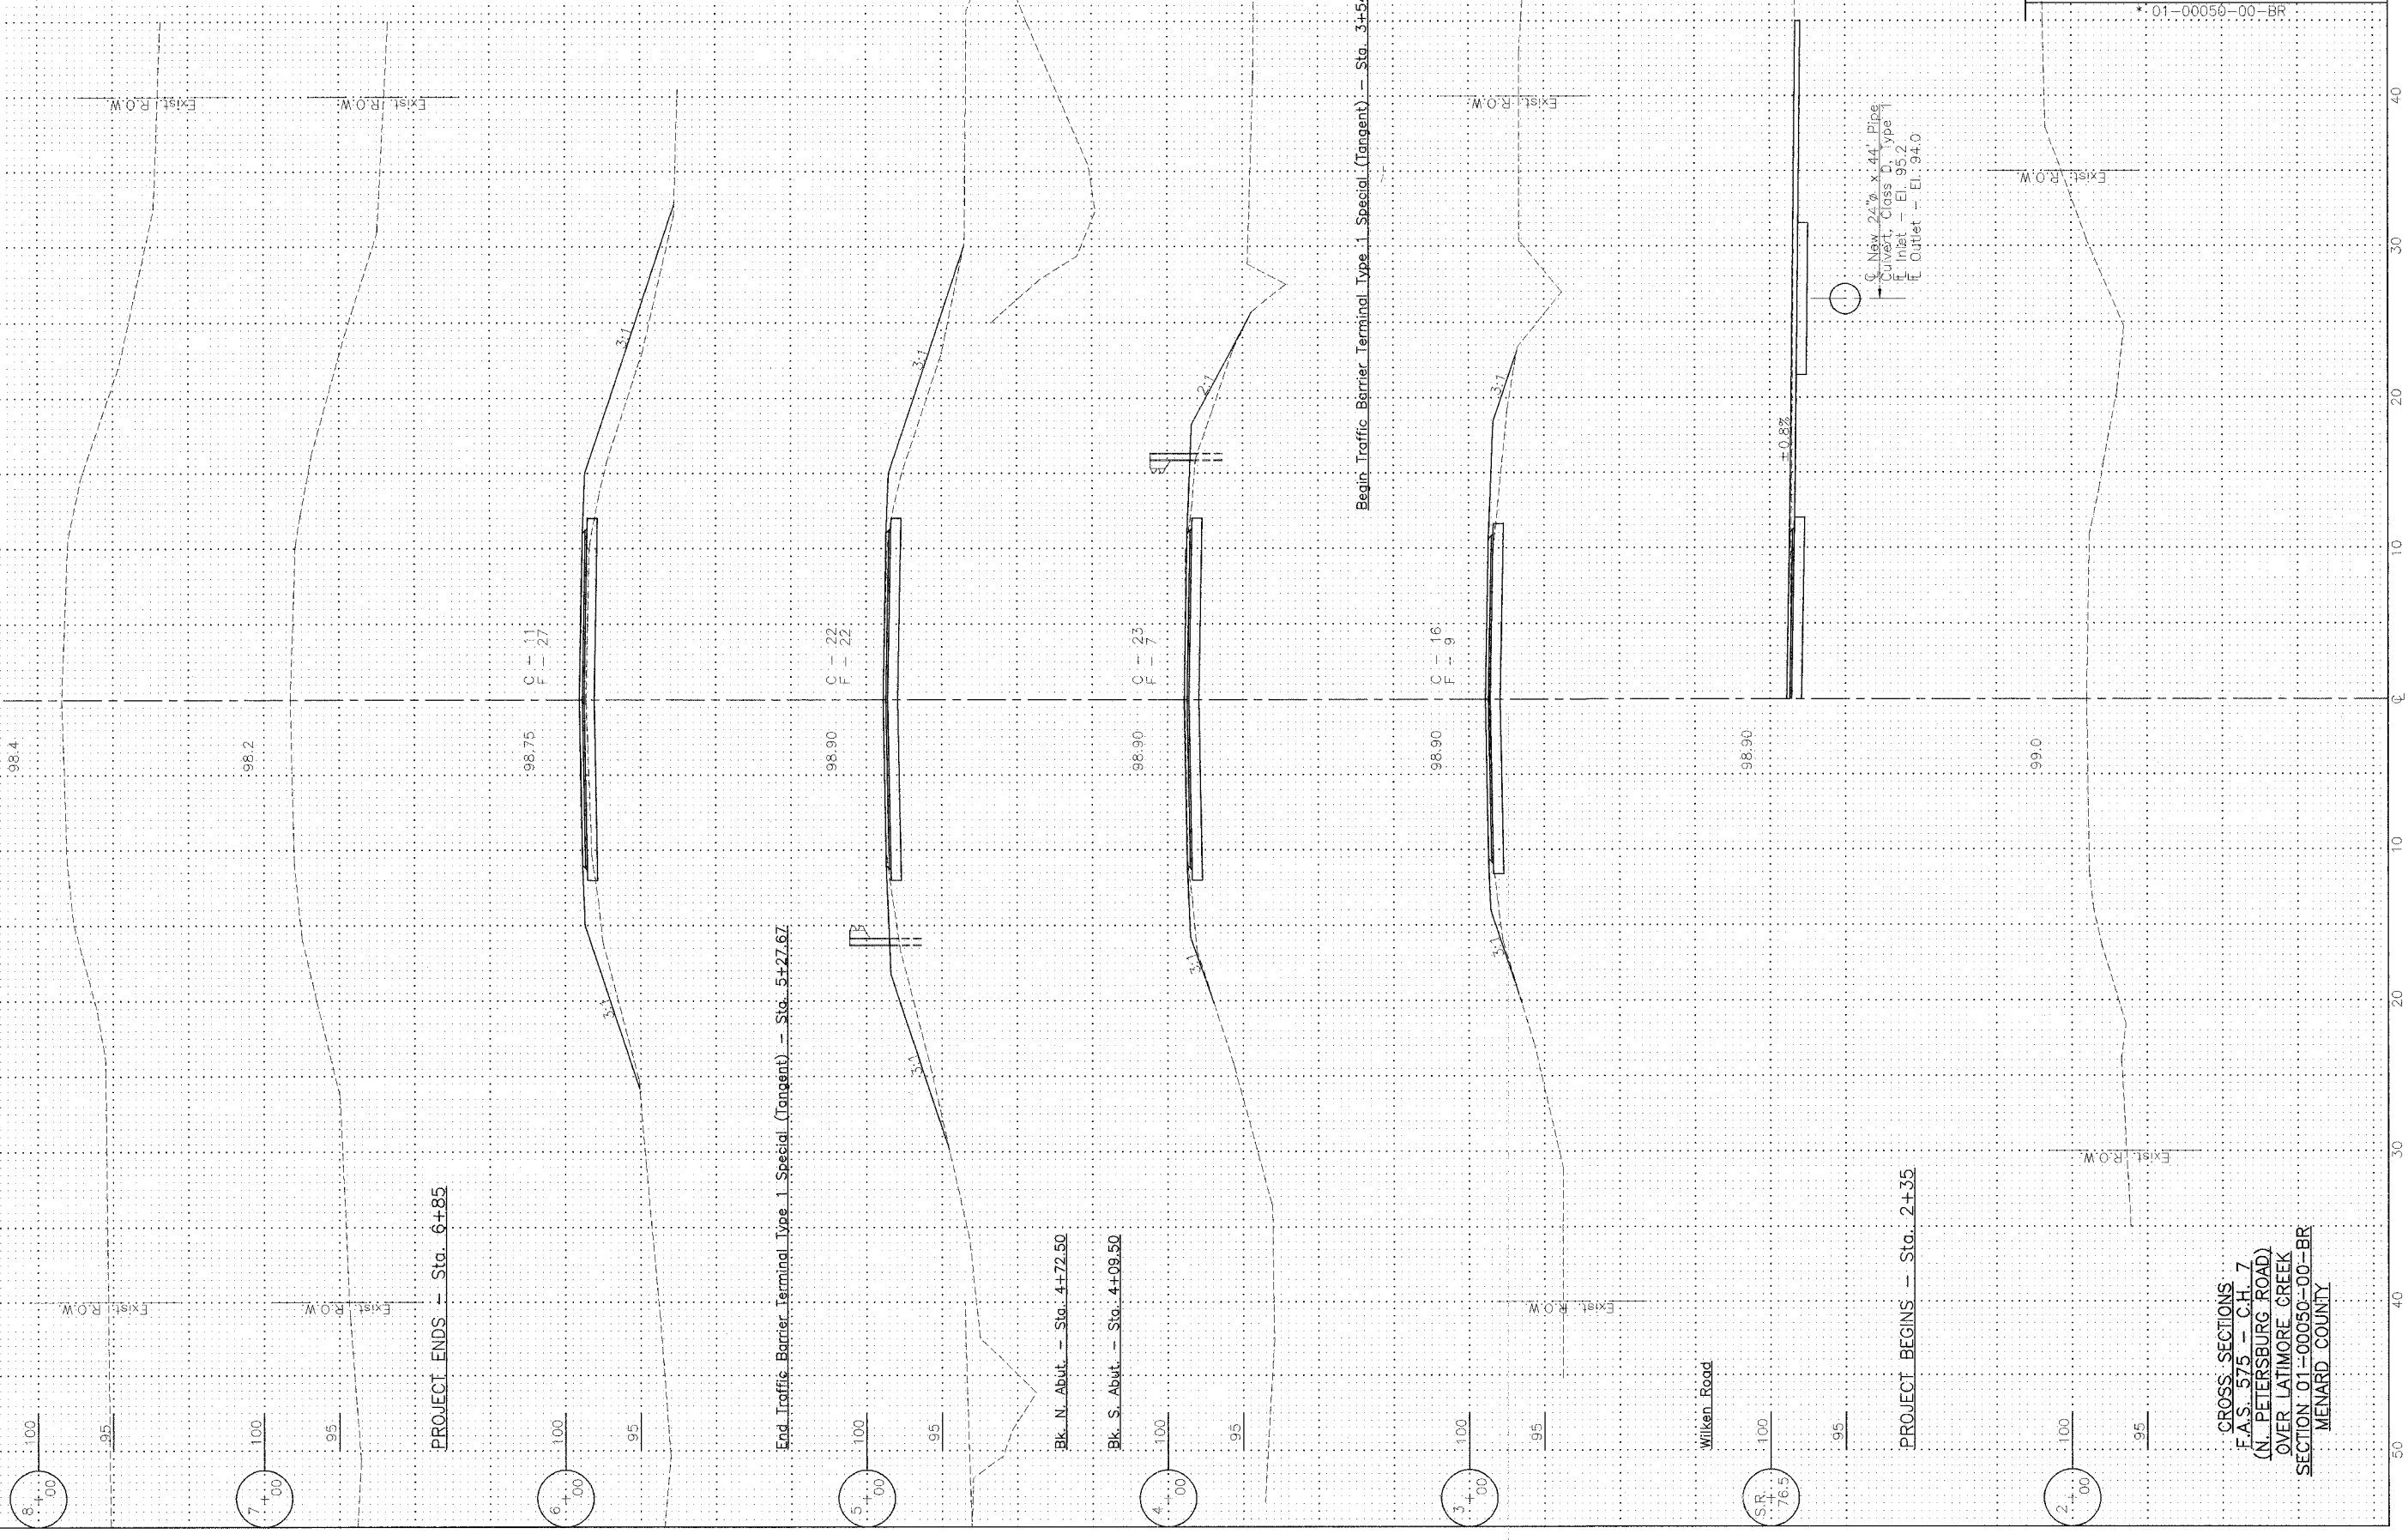 * 01-00050-00-BR
8+00
100
95
98.4
Exist. R.O.W.
Exist. R.O.W.
7+00
100
95
98.2
Exist. R.O.W.
Exist. R.O.W.
PROJECT ENDS - Sta. 6+85
6+00
100
95
98.75
C - 11
F - 27
3:1
3:1
End Traffic Barrier Terminal Type 1 Special (Tangent) - Sta. 5+27.67
5+00
100
95
98.90
C - 22
F - 22
3:1
3:1
Bk. N. Abut. - Sta. 4+72.50
Bk. S. Abut. - Sta. 4+09.50
4+00
100
95
98.90
C - 23
F - 7
3:1
2:1
Begin Traffic Barrier Terminal Type 1 Special (Tangent) - Sta. 3+5
3+00
100
95
98.90
C - 16
F - 9
3:1
3:1
Exist. R.O.W.
Exist. R.O.W.
Wilken Road
S.R.
+76.5
100
95
98.90
±0.8%
℄ New 24"ø x 44' Pipe
Culvert, Class D, Type 1
FL Inlet - El. 95.2
FL Outlet - El. 94.0
PROJECT BEGINS - Sta. 2+35
2+00
100
95
99.0
Exist. R.O.W.
Exist. R.O.W.
CROSS SECTIONS
F.A.S. 575 - C.H. 7
(N. PETERSBURG ROAD)
OVER LATIMORE CREEK
SECTION 01-00050-00-BR
MENARD COUNTY
50 40 30 20 10 ℄ 10 20 30 40